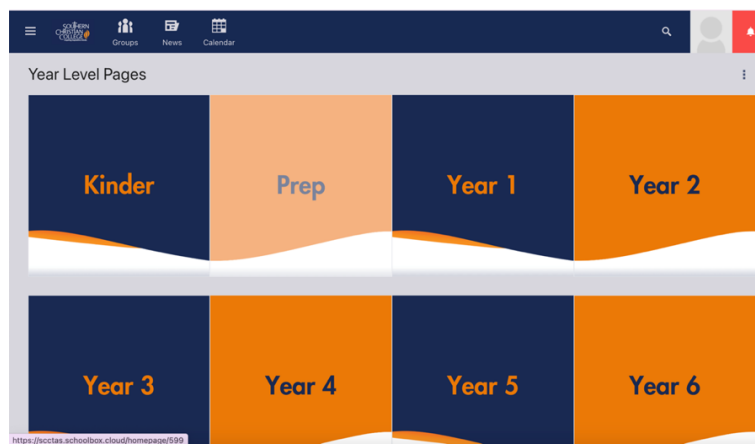 SOUTHERN
CHRISTIAN
COLLEGE
Groups
News
Calendar
Year Level Pages
Kinder
Prep
Year 1
Year 2
Year 3
Year 4
Year 5
Year 6
https://scctas.schoolbox.cloud/homepage/599